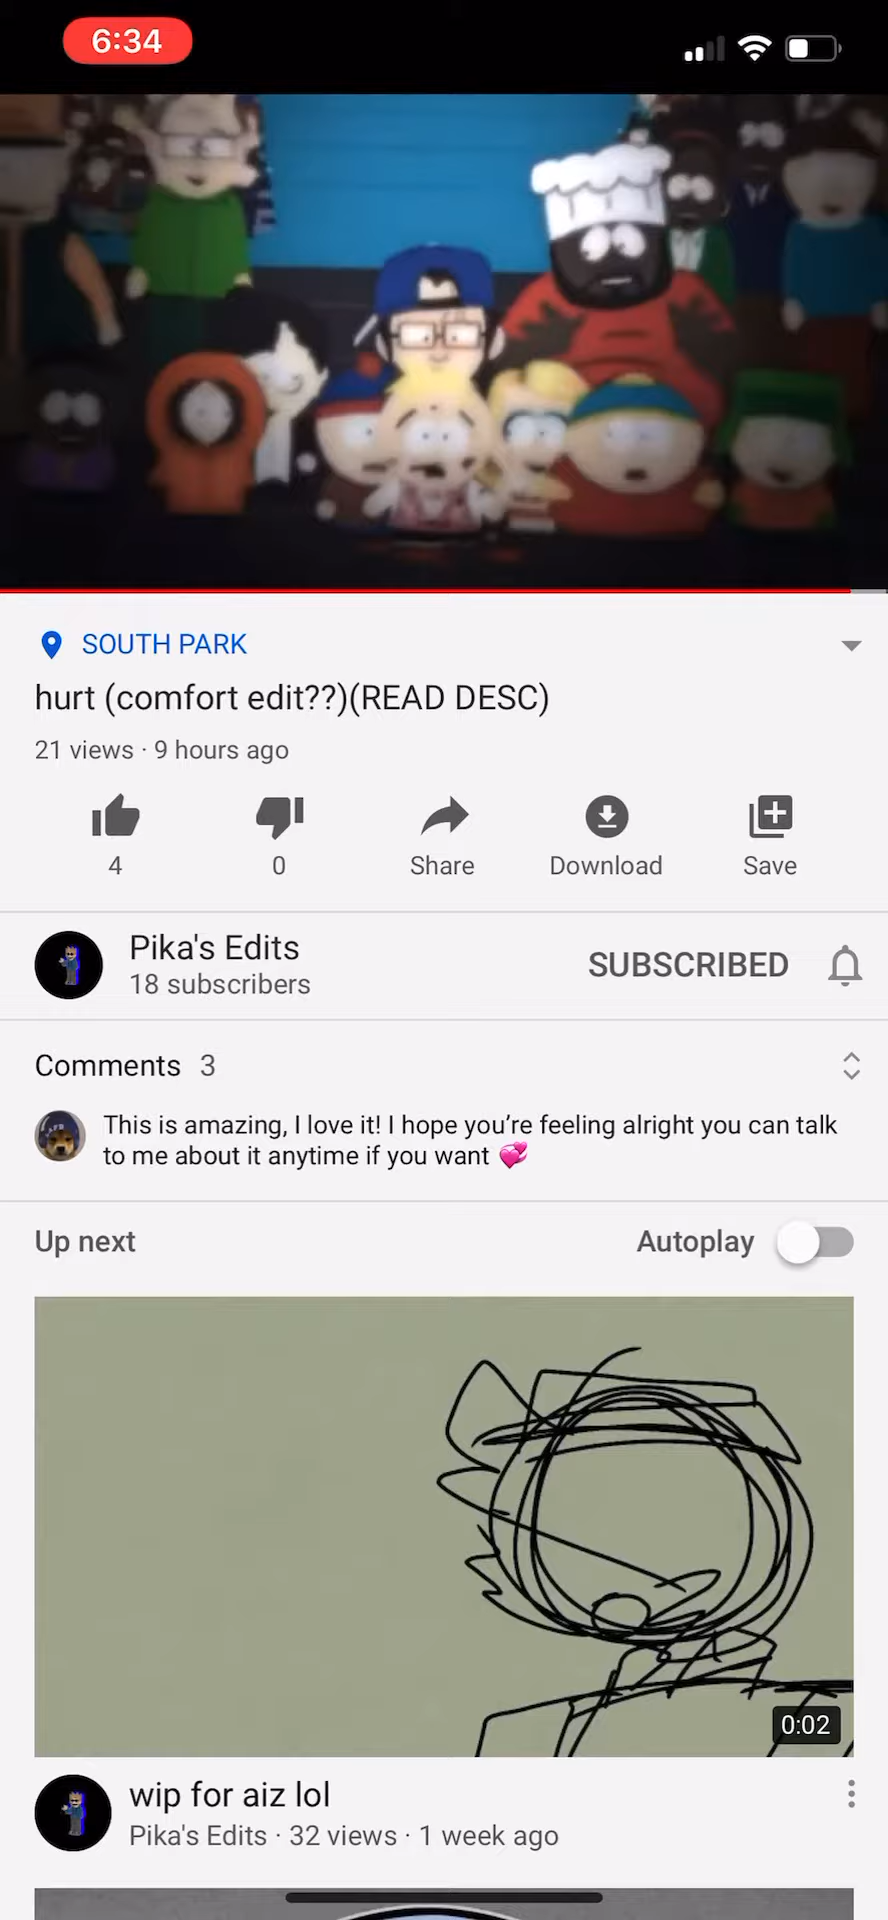 6:34
SOUTH PARK
hurt (comfort edit??)(READ DESC)
21 views · 9 hours ago
4
0
Share
Download
Save
Pika's Edits
18 subscribers
SUBSCRIBED
Comments 3
This is amazing, I love it! I hope you’re feeling alright you can talk
to me about it anytime if you want 💞
Up next
Autoplay
0:02
wip for aiz lol
Pika's Edits · 32 views · 1 week ago